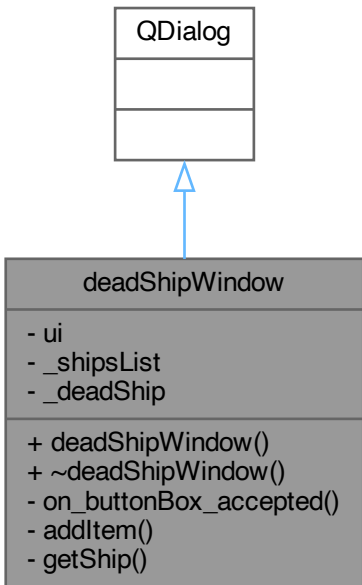 QDialog
deadShipWindow
- ui
- _shipsList
- _deadShip
+ deadShipWindow()
+ ~deadShipWindow()
- on_buttonBox_accepted()
- addItem()
- getShip()